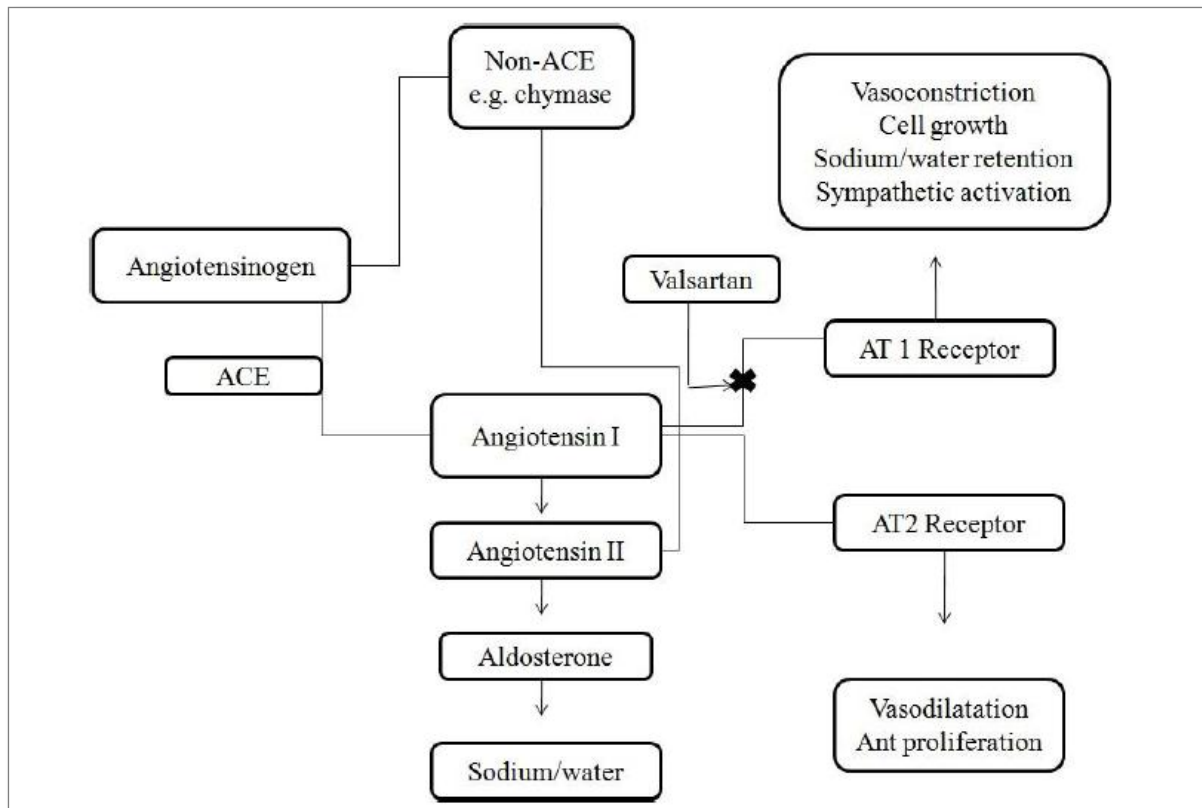 Non-ACE
e.g. chymase
Vasoconstriction
Cell growth
Sodium/water retention
Sympathetic activation
Angiotensinogen
Valsartan
ACE
AT 1 Receptor
Angiotensin I
AT2 Receptor
Angiotensin II
Aldosterone
Vasodilatation
Ant proliferation
Sodium/water